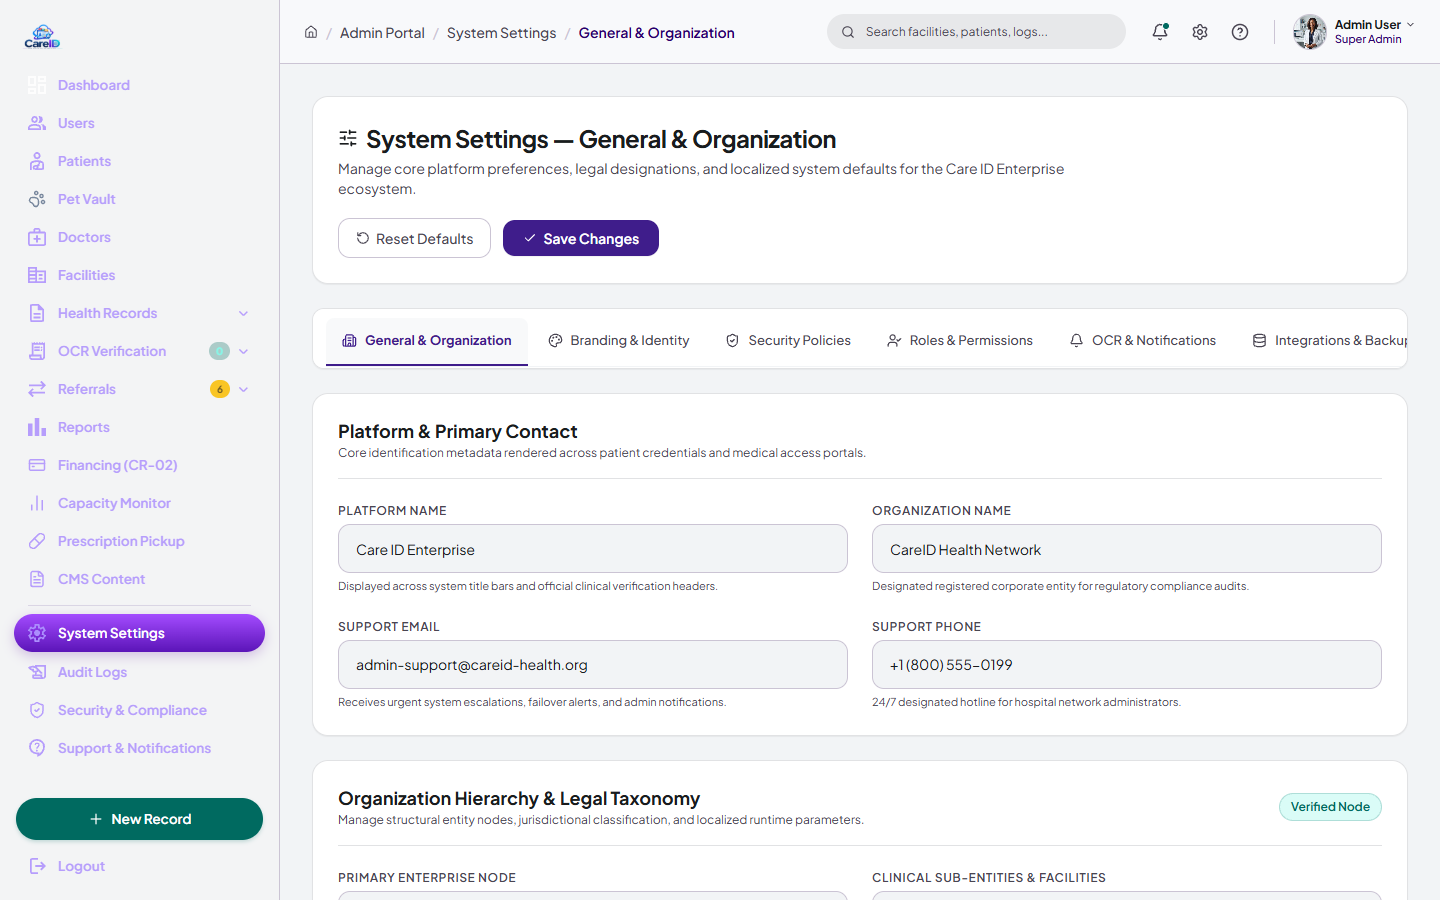 CareID
Dashboard
Users
Patients
Pet Vault
Doctors
Facilities
Health Records
OCR Verification 0
Referrals 6
Reports
Financing (CR-02)
Capacity Monitor
Prescription Pickup
CMS Content
System Settings
Audit Logs
Security & Compliance
Support & Notifications
New Record
Logout
/ Admin Portal / System Settings / General & Organization
Search facilities, patients, logs...
Admin User
Super Admin
System Settings — General & Organization
Manage core platform preferences, legal designations, and localized system defaults for the Care ID Enterprise
ecosystem.
Reset Defaults
Save Changes
General & Organization
Branding & Identity
Security Policies
Roles & Permissions
OCR & Notifications
Integrations & Backup
Platform & Primary Contact
Core identification metadata rendered across patient credentials and medical access portals.
PLATFORM NAME
Care ID Enterprise
Displayed across system title bars and official clinical verification headers.
ORGANIZATION NAME
CareID Health Network
Designated registered corporate entity for regulatory compliance audits.
SUPPORT EMAIL
admin-support@careid-health.org
Receives urgent system escalations, failover alerts, and admin notifications.
SUPPORT PHONE
+1 (800) 555-0199
24/7 designated hotline for hospital network administrators.
Organization Hierarchy & Legal Taxonomy
Manage structural entity nodes, jurisdictional classification, and localized runtime parameters.
Verified Node
PRIMARY ENTERPRISE NODE
CLINICAL SUB-ENTITIES & FACILITIES